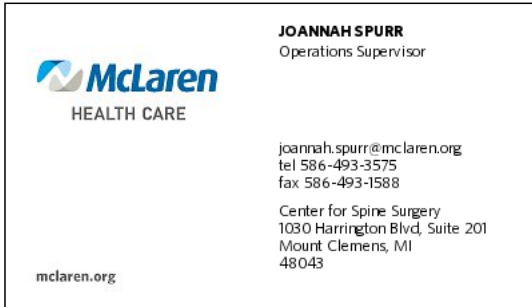 JOANNAH SPURR
Operations Supervisor
McLaren
HEALTH CARE
joannah.spurr@mclaren.org
tel 586-493-3575
fax 586-493-1588
Center for Spine Surgery
1030 Harrington Blvd, Suite 201
Mount Clemens, MI
48043
mclaren.org